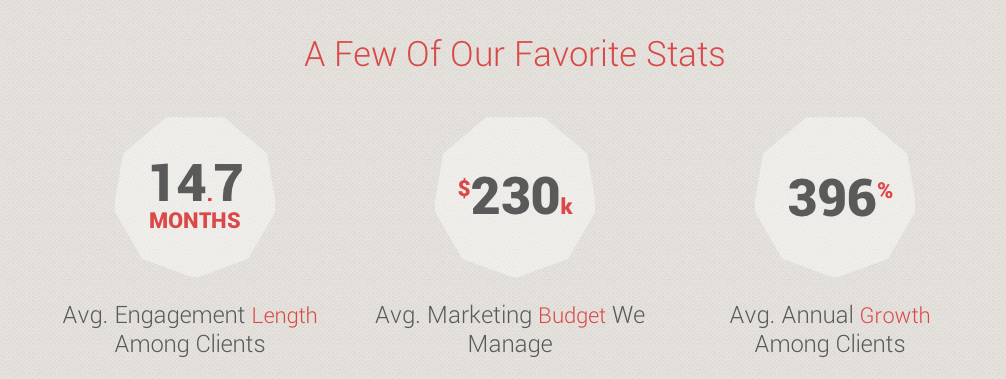 A Few Of Our Favorite Stats
14.7
MONTHS
$230k
396%
Avg. Engagement Length
Among Clients
Avg. Marketing Budget We
Manage
Avg. Annual Growth
Among Clients